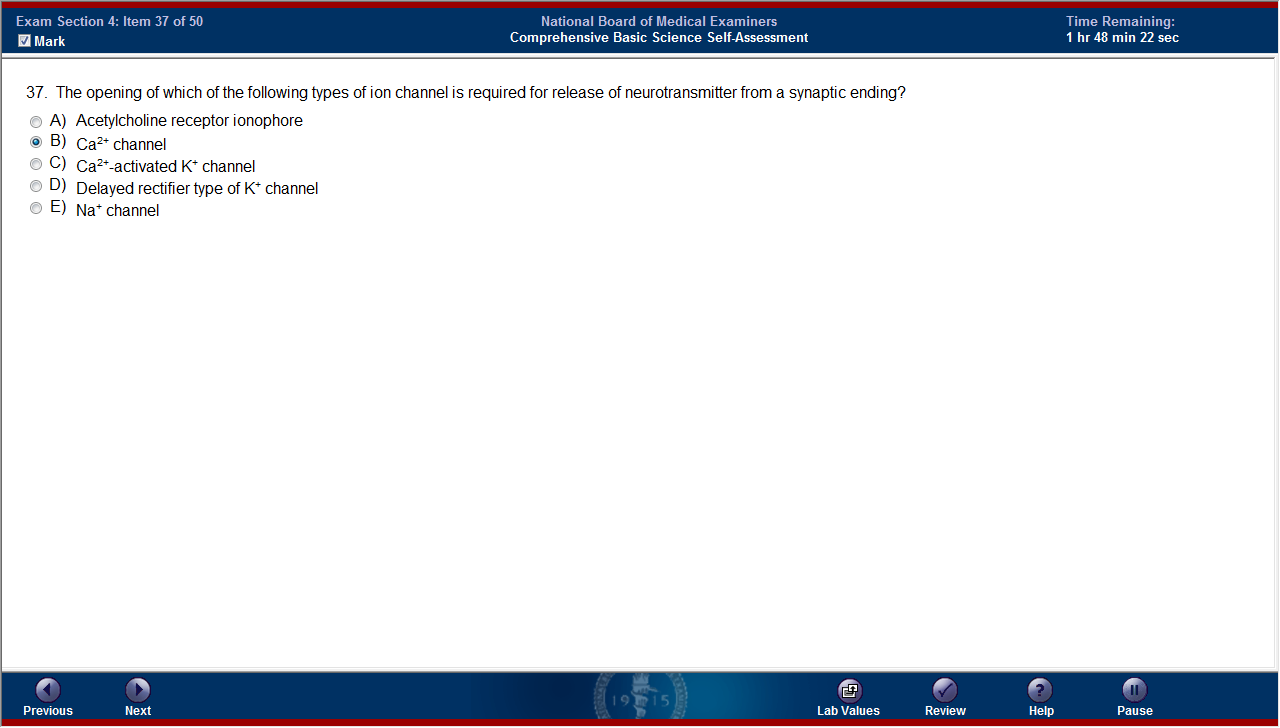 Exam Section 4: Item 37 of 50
National Board of Medical Examiners
Time Remaining:
Mark
Comprehensive Basic Science Self-Assessment
1 hr 48 min 22 sec
37. The opening of which of the following types of ion channel is required for release of neurotransmitter from a synaptic ending?
A) Acetylcholine receptor ionophore
B) Ca²⁺ channel
C) Ca²⁺-activated K⁺ channel
D) Delayed rectifier type of K⁺ channel
E) Na⁺ channel
1915
Previous
Next
Lab Values
Review
Help
Pause